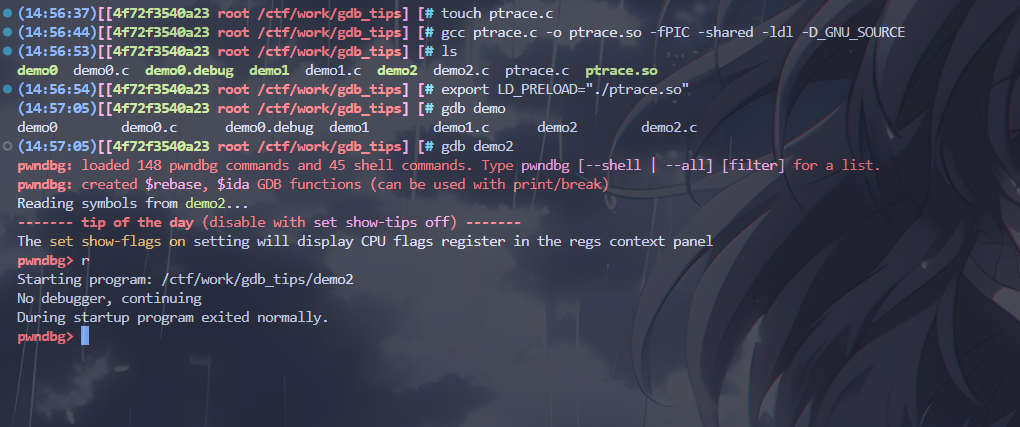 (14:56:37)[[4f72f3540a23 root /ctf/work/gdb_tips] [# touch ptrace.c
(14:56:44)[[4f72f3540a23 root /ctf/work/gdb_tips] [# gcc ptrace.c -o ptrace.so -fPIC -shared -ldl -D_GNU_SOURCE
(14:56:53)[[4f72f3540a23 root /ctf/work/gdb_tips] [# ls
demo0 demo0.c demo0.debug demo1 demo1.c demo2 demo2.c ptrace.c ptrace.so
(14:56:54)[[4f72f3540a23 root /ctf/work/gdb_tips] [# export LD_PRELOAD="./ptrace.so"
(14:57:05)[[4f72f3540a23 root /ctf/work/gdb_tips] [# gdb demo
demo0 demo0.c demo0.debug demo1 demo1.c demo2 demo2.c
(14:57:05)[[4f72f3540a23 root /ctf/work/gdb_tips] [# gdb demo2
pwndbg: loaded 148 pwndbg commands and 45 shell commands. Type pwndbg [--shell | --all] [filter] for a list.
pwndbg: created $rebase, $ida GDB functions (can be used with print/break)
Reading symbols from demo2...
------- tip of the day (disable with set show-tips off) -------
The set show-flags on setting will display CPU flags register in the regs context panel
pwndbg> r
Starting program: /ctf/work/gdb_tips/demo2
No debugger, continuing
During startup program exited normally.
pwndbg>